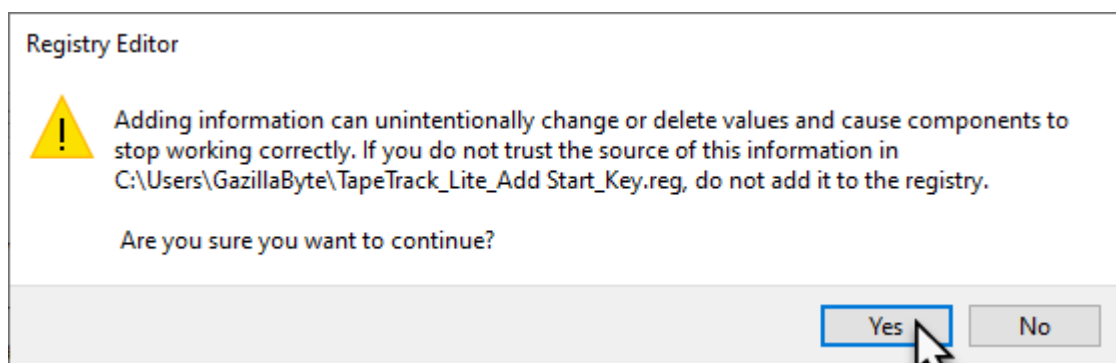 Registry Editor
Adding information can unintentionally change or delete values and cause components to
stop working correctly. If you do not trust the source of this information in
C:\Users\GazillaByte\TapeTrack_Lite_Add Start_Key.reg, do not add it to the registry.
Are you sure you want to continue?
Yes No